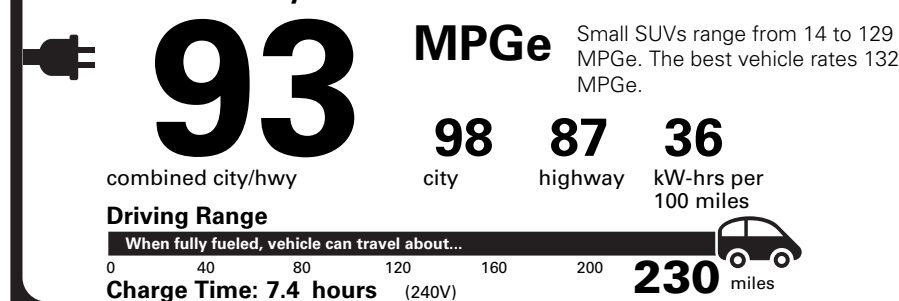 93
MPGe
Small SUVs range from 14 to 129
MPGe. The best vehicle rates 132
MPGe.
98 87 36
combined city/hwy city highway kW-hrs per
100 miles
Driving Range
When fully fueled, vehicle can travel about...
0 40 80 120 160 200 230 miles
Charge Time: 7.4 hours (240V)